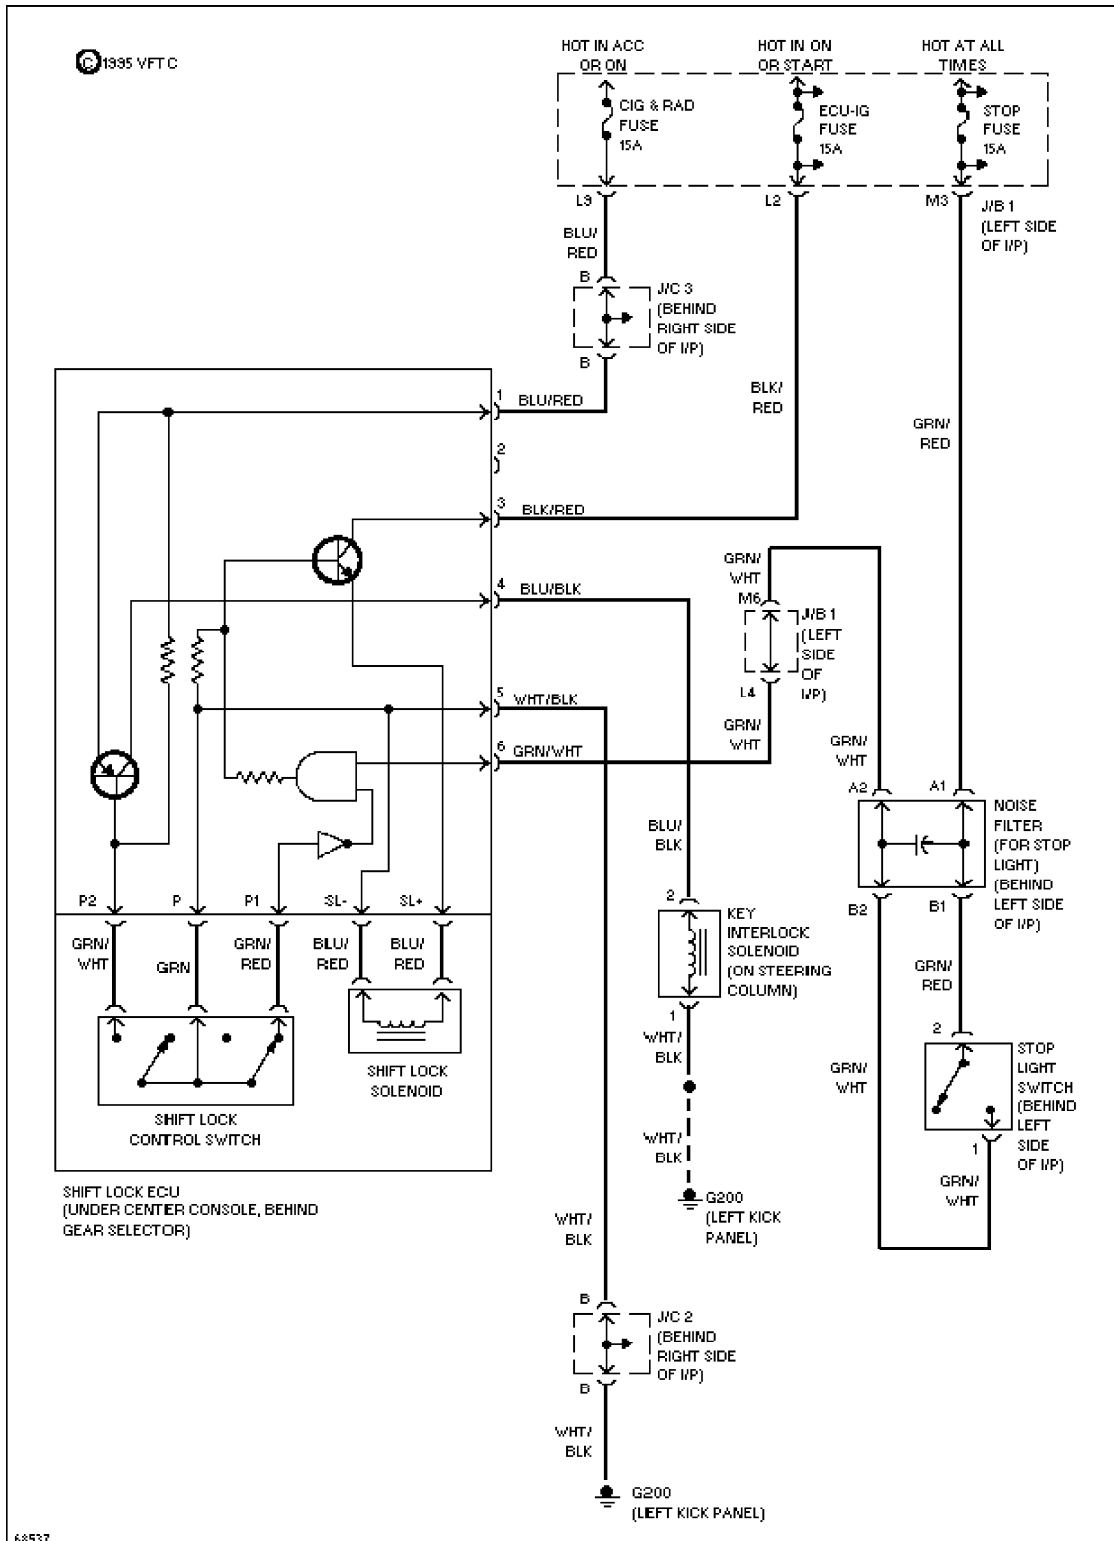 © 1995 VFTC
HOT IN ACC
OR ON
HOT IN ON
OR START
HOT AT ALL
TIMES
CIG & RAD
FUSE
15A
ECU-IG
FUSE
15A
STOP
FUSE
15A
L9
L2
M3
J/B 1
(LEFT SIDE
OF I/P)
BLU/
RED
B
J/C 3
(BEHIND
RIGHT SIDE
OF I/P)
B
BLK/
RED
GRN/
RED
1
BLU/RED
2
3
BLK/RED
4
BLU/BLK
5
WHT/BLK
6
GRN/WHT
GRN/
WHT
M6
J/B 1
(LEFT
SIDE
OF
I/P)
L4
GRN/
WHT
GRN/
WHT
A2
A1
NOISE
FILTER
(FOR STOP
LIGHT)
(BEHIND
LEFT SIDE
OF I/P)
B2
B1
BLU/
BLK
2
KEY
INTERLOCK
SOLENOID
(ON STEERING
COLUMN)
1
P2
P
P1
SL-
SL+
GRN/
WHT
GRN
GRN/
RED
BLU/
RED
BLU/
RED
SHIFT LOCK
CONTROL SWITCH
SHIFT LOCK
SOLENOID
SHIFT LOCK ECU
(UNDER CENTER CONSOLE, BEHIND
GEAR SELECTOR)
WHT/
BLK
WHT/
BLK
G200
(LEFT KICK
PANEL)
GRN/
RED
2
STOP
LIGHT
SWITCH
(BEHIND
LEFT
SIDE
OF I/P)
1
GRN/
WHT
GRN/
WHT
WHT/
BLK
B
J/C 2
(BEHIND
RIGHT SIDE
OF I/P)
B
WHT/
BLK
G200
(LEFT KICK PANEL)
68537